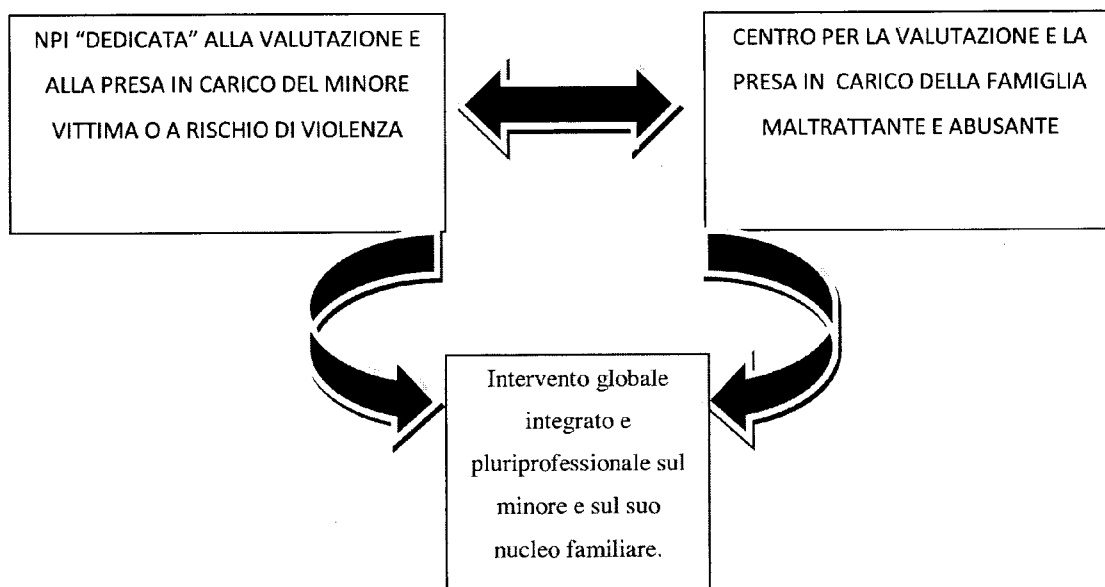 NPI “DEDICATA” ALLA VALUTAZIONE E
ALLA PRESA IN CARICO DEL MINORE
VITTIMA O A RISCHIO DI VIOLENZA
CENTRO PER LA VALUTAZIONE E LA
PRESA IN CARICO DELLA FAMIGLIA
MALTRATTANTE E ABUSANTE
Intervento globale
integrato e
pluriprofessionale sul
minore e sul suo
nucleo familiare.